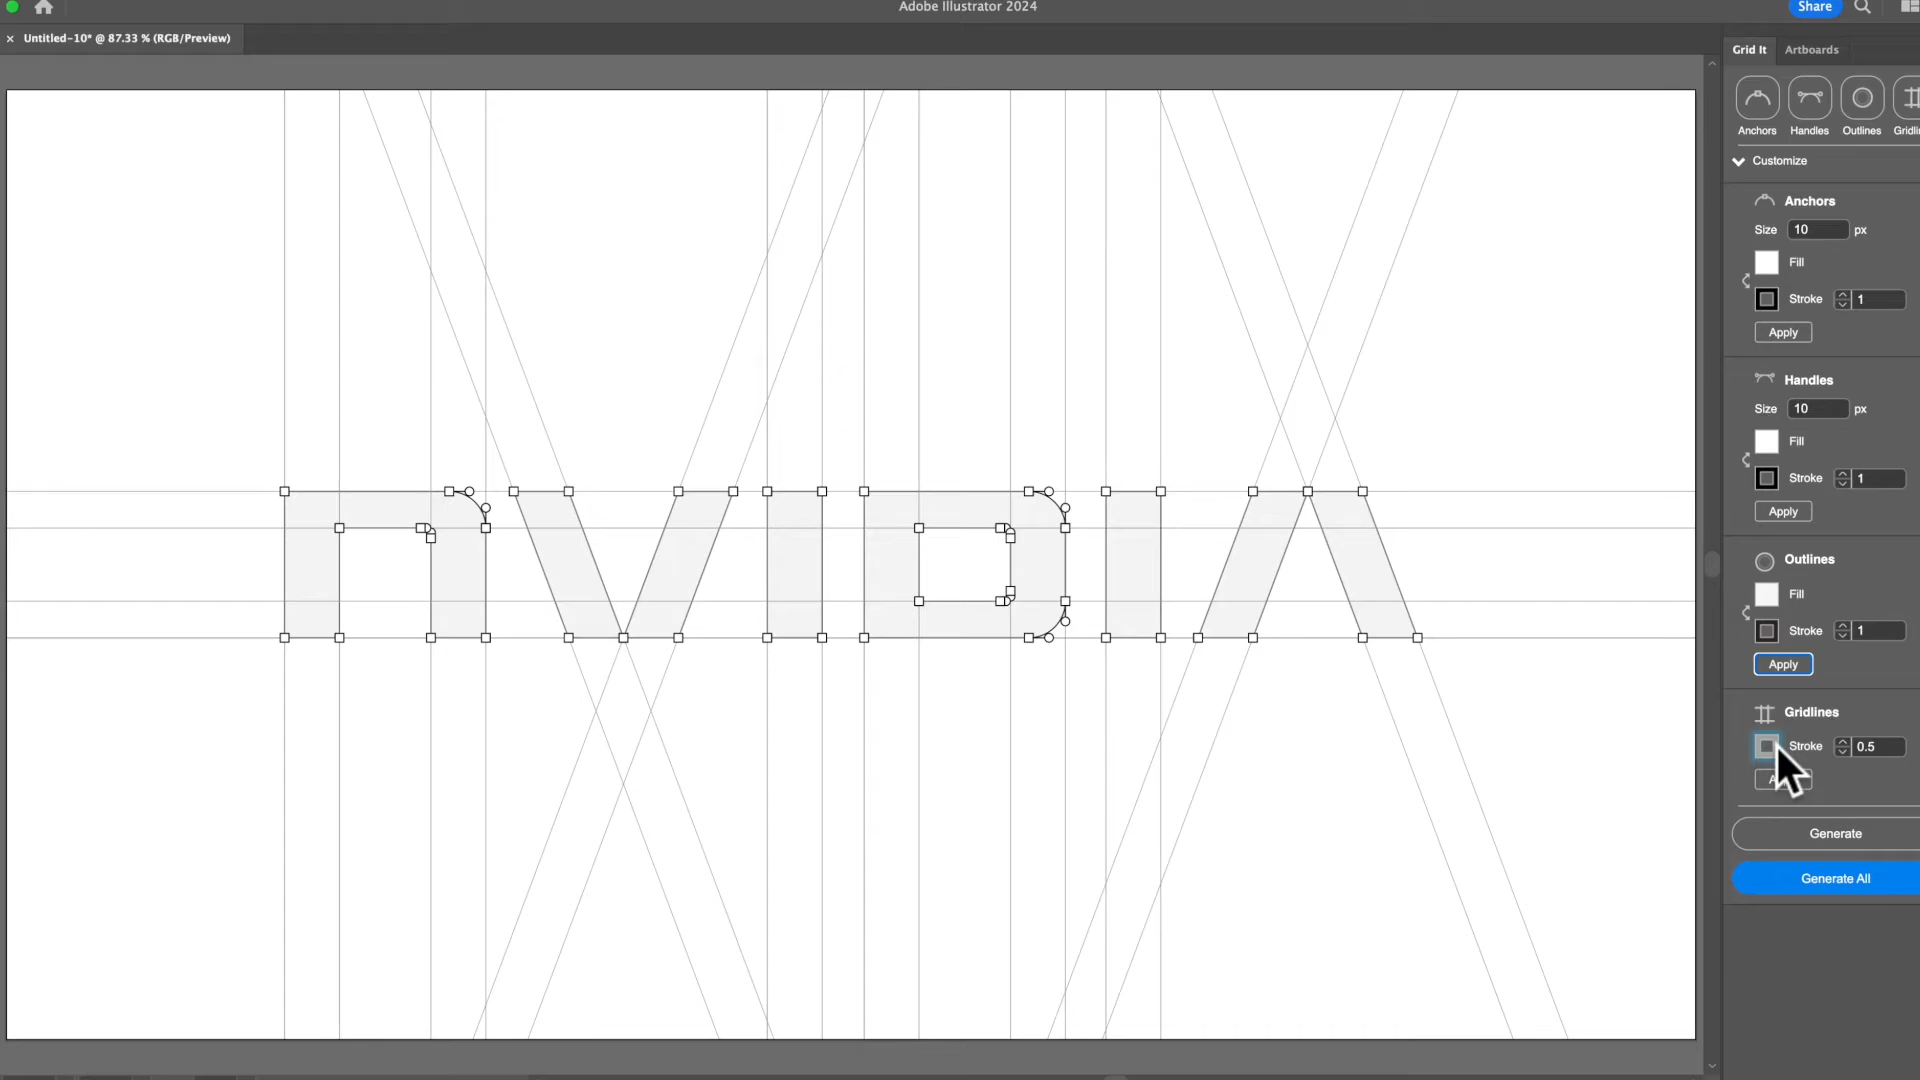 Adobe Illustrator 2024
Share
× Untitled-10* @ 87.33 % (RGB/Preview)
Grid It Artboards
Anchors Handles Outlines Gridli
Customize
Anchors
Size 10 px
Fill
Stroke 1
Apply
Handles
Size 10 px
Fill
Stroke 1
Apply
Outlines
Fill
Stroke 1
Apply
Gridlines
Stroke 0.5
Generate
Generate All
nVIDIA